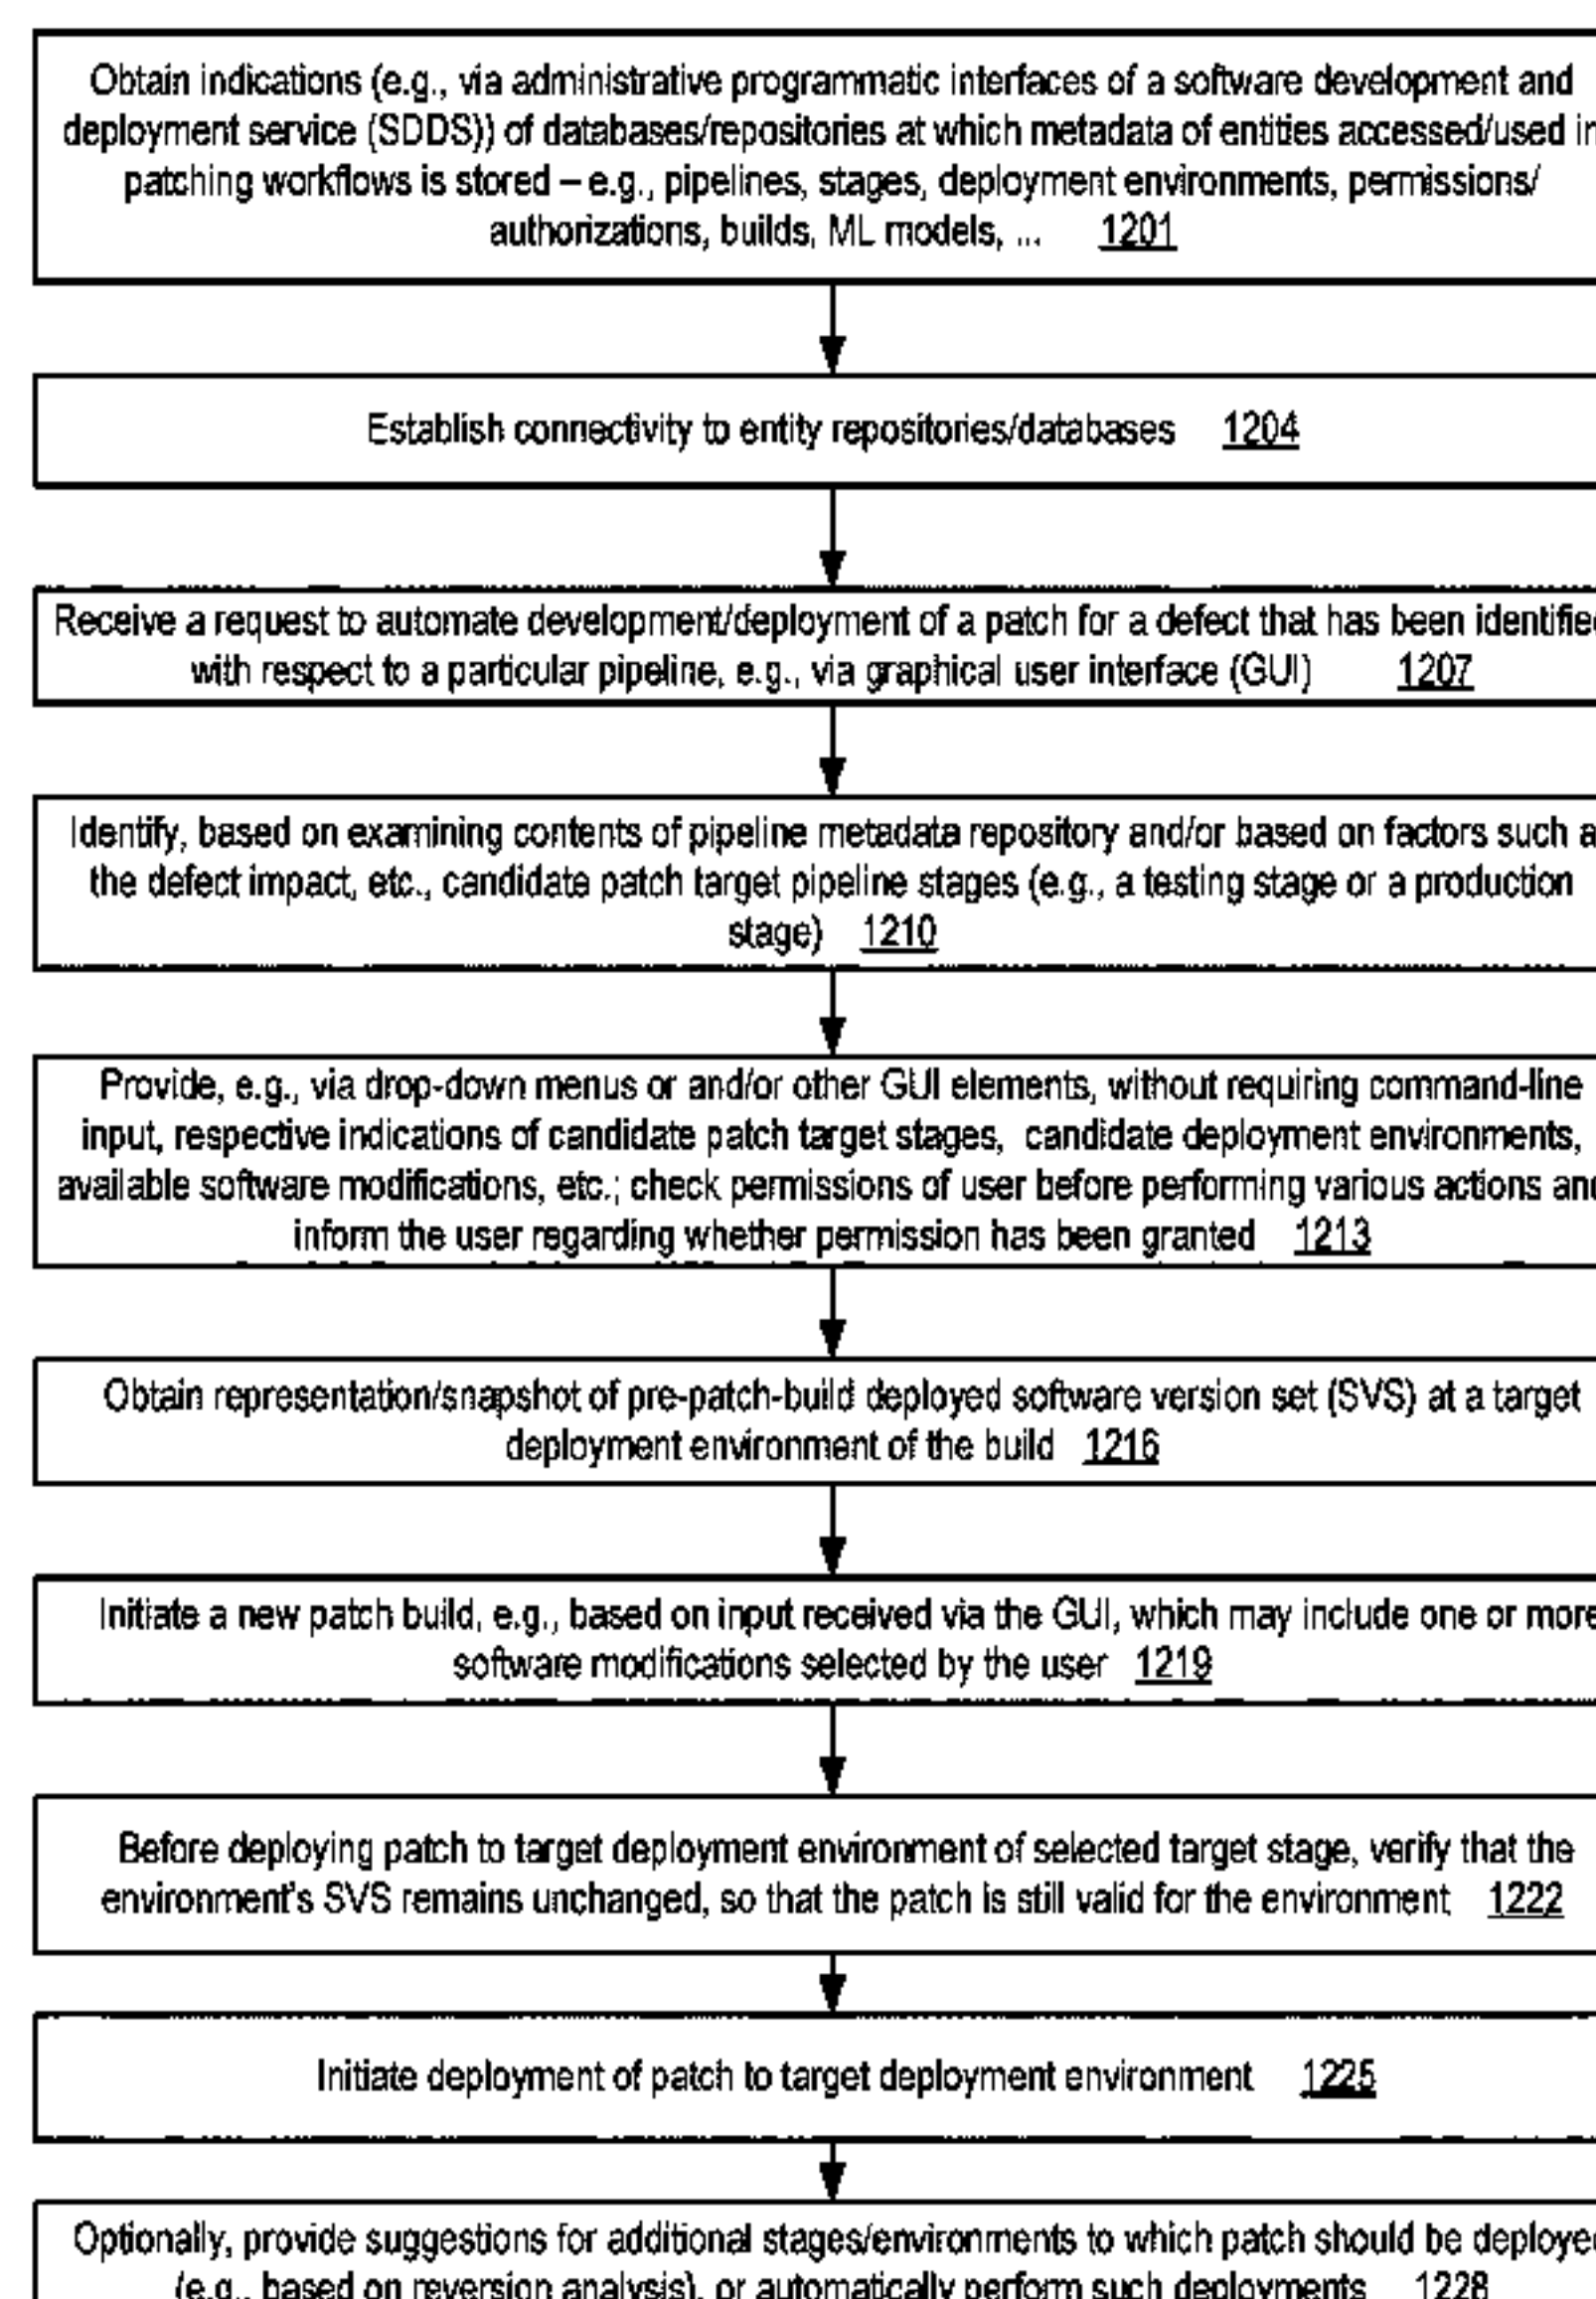 Obtain indications (e.g., via administrative programmatic interfaces of a software development and
deployment service (SDDS)) of databases/repositories at which metadata of entities accessed/used in
patching workflows is stored – e.g., pipelines, stages, deployment environments, permissions/
authorizations, builds, ML models, ... 1201
Establish connectivity to entity repositories/databases 1204
Receive a request to automate development/deployment of a patch for a defect that has been identified
with respect to a particular pipeline, e.g., via graphical user interface (GUI) 1207
Identify, based on examining contents of pipeline metadata repository and/or based on factors such a
the defect impact, etc., candidate patch target pipeline stages (e.g., a testing stage or a production
stage) 1210
Provide, e.g., via drop-down menus or and/or other GUI elements, without requiring command-line
input, respective indications of candidate patch target stages, candidate deployment environments,
available software modifications, etc.; check permissions of user before performing various actions and
inform the user regarding whether permission has been granted 1213
Obtain representation/snapshot of pre-patch-build deployed software version set (SVS) at a target
deployment environment of the build 1216
Initiate a new patch build, e.g., based on input received via the GUI, which may include one or more
software modifications selected by the user 1219
Before deploying patch to target deployment environment of selected target stage, verify that the
environment's SVS remains unchanged, so that the patch is still valid for the environment 1222
Initiate deployment of patch to target deployment environment 1225
Optionally, provide suggestions for additional stages/environments to which patch should be deployed
(e.g., based on reversion analysis), or automatically perform such deployments 1228